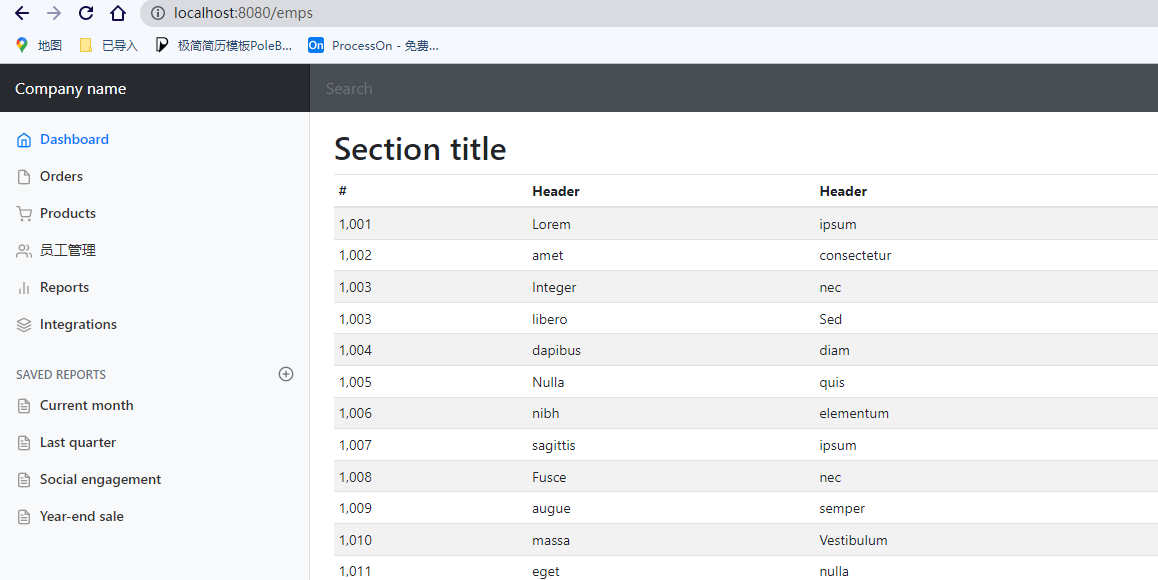 localhost:8080/emps
地图 已导入 极简简历模板PoleB... On ProcessOn - 免费...
Company name Search
Dashboard
Orders
Products
员工管理
Reports
Integrations
SAVED REPORTS
Current month
Last quarter
Social engagement
Year-end sale
Section title
# Header Header
1,001 Lorem ipsum
1,002 amet consectetur
1,003 Integer nec
1,003 libero Sed
1,004 dapibus diam
1,005 Nulla quis
1,006 nibh elementum
1,007 sagittis ipsum
1,008 Fusce nec
1,009 augue semper
1,010 massa Vestibulum
1,011 eget nulla